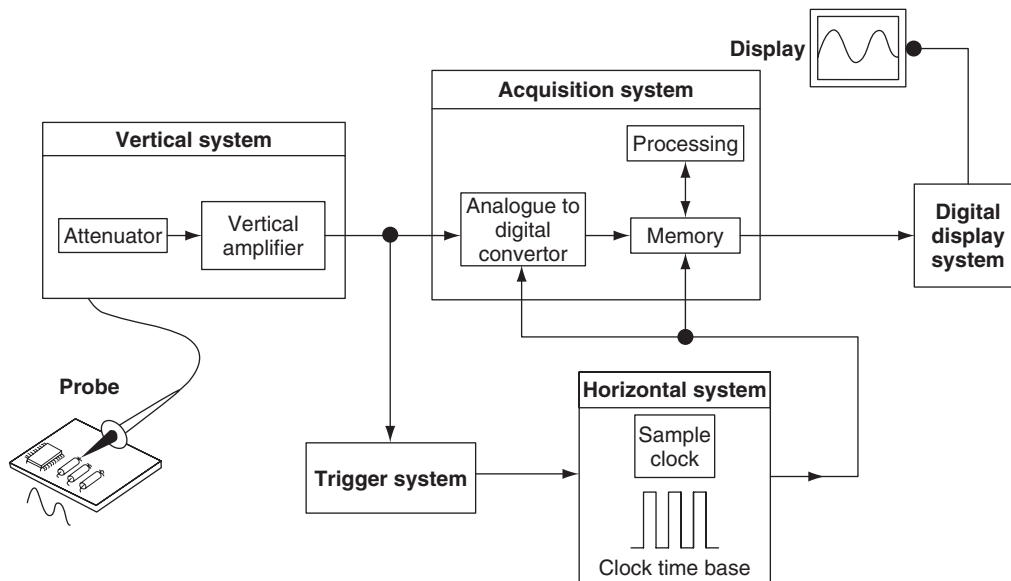 Display
Acquisition system
Vertical system
Processing
Attenuator
Vertical
amplifier
Analogue to
digital
convertor
Memory
Digital
display
system
Probe
Horizontal system
Sample
clock
Trigger system
Clock time base